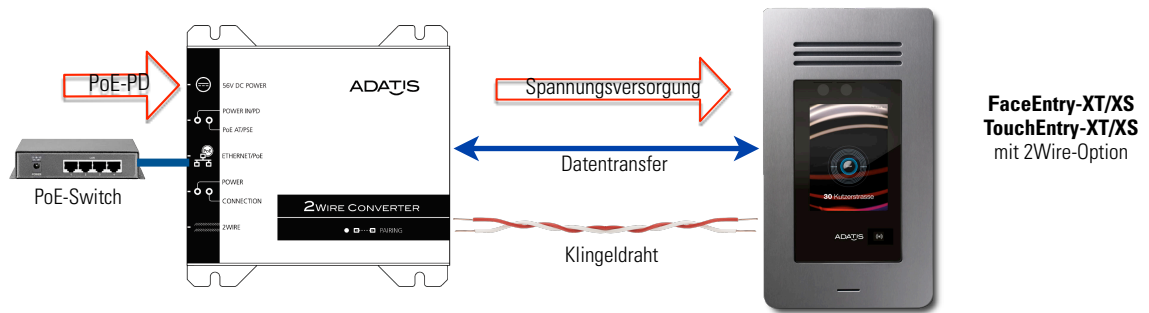 PoE-PD
PoE-Switch
56V DC POWER
POWER IN/PD
PoE AT/PSE
ETHERNET/PoE
POWER
CONNECTION
2WIRE
ADATIS
2WIRE CONVERTER
PAIRING
Spannungsversorgung
Datentransfer
Klingeldraht
30 Kutzerstrasse
ADATIS
FaceEntry-XT/XS
TouchEntry-XT/XS
mit 2Wire-Option